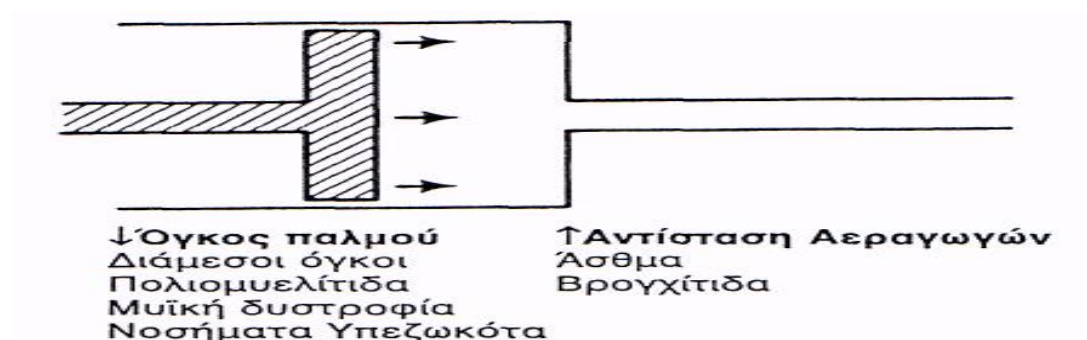 ↓Όγκος παλμού
Διάμεσοι όγκοι
Πολιομυελίτιδα
Μυϊκή δυστροφία
Νοσήματα Υπεζωκότα
↑Αντίσταση Αεραγωγών
Άσθμα
Βρογχίτιδα